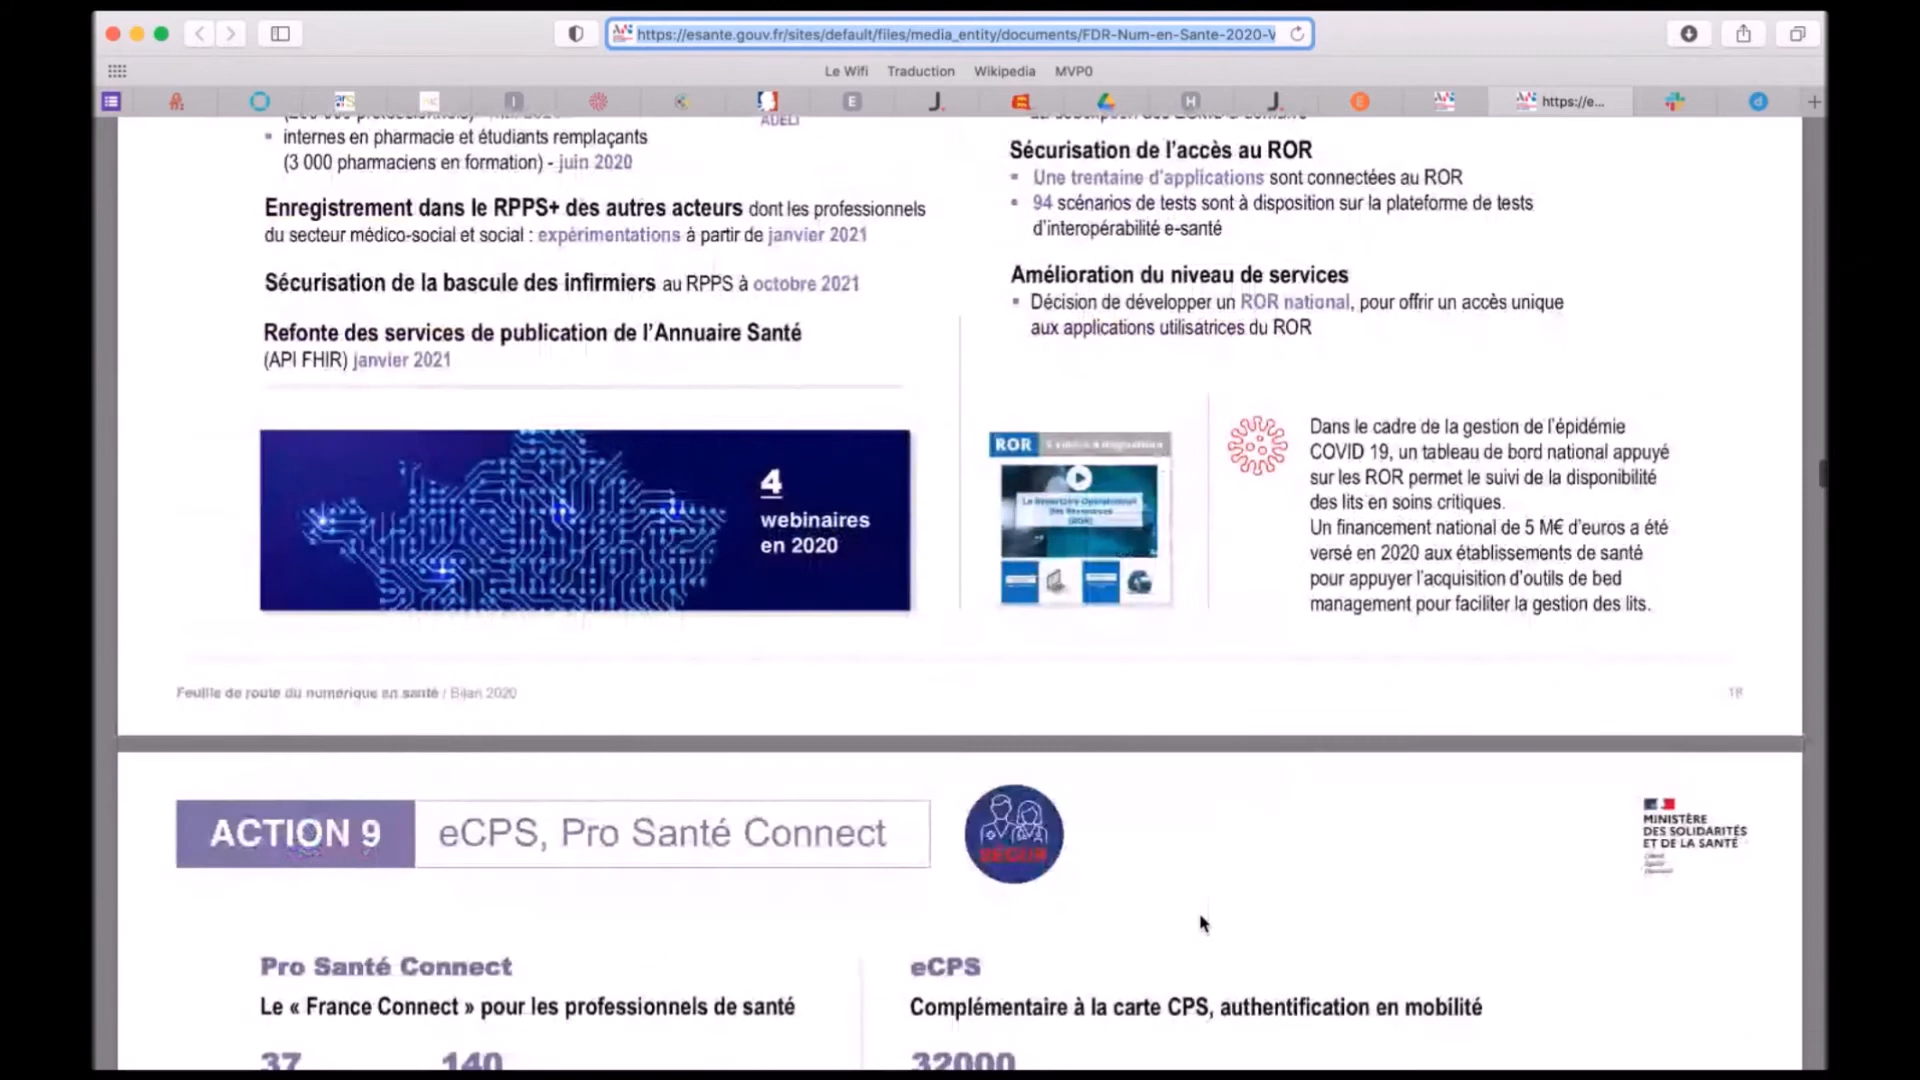 https://esante.gouv.fr/sites/default/files/media_entity/documents/FDR-Num-en-Sante-2020-V
Le Wifi Traduction Wikipedia MVP0
https://e...
ADELI
internes en pharmacie et étudiants remplaçants
(3 000 pharmaciens en formation) - juin 2020
Enregistrement dans le RPPS+ des autres acteurs dont les professionnels
du secteur médico-social et social : expérimentations à partir de janvier 2021
Sécurisation de la bascule des infirmiers au RPPS à octobre 2021
Refonte des services de publication de l'Annuaire Santé
(API FHIR) janvier 2021
4
webinaires
en 2020
Sécurisation de l'accès au ROR
Une trentaine d'applications sont connectées au ROR
94 scénarios de tests sont à disposition sur la plateforme de tests
d'interopérabilité e-santé
Amélioration du niveau de services
Décision de développer un ROR national, pour offrir un accès unique
aux applications utilisatrices du ROR
ROR
Dans le cadre de la gestion de l'épidémie
COVID 19, un tableau de bord national appuyé
sur les ROR permet le suivi de la disponibilité
des lits en soins critiques.
Un financement national de 5 M€ d'euros a été
versé en 2020 aux établissements de santé
pour appuyer l'acquisition d'outils de bed
management pour faciliter la gestion des lits.
Feuille de route du numérique en santé / Bilan 2020
18
ACTION 9
eCPS, Pro Santé Connect
SÉGUR
MINISTÈRE
DES SOLIDARITÉS
ET DE LA SANTÉ
Pro Santé Connect
Le « France Connect » pour les professionnels de santé
37 140
eCPS
Complémentaire à la carte CPS, authentification en mobilité
32000